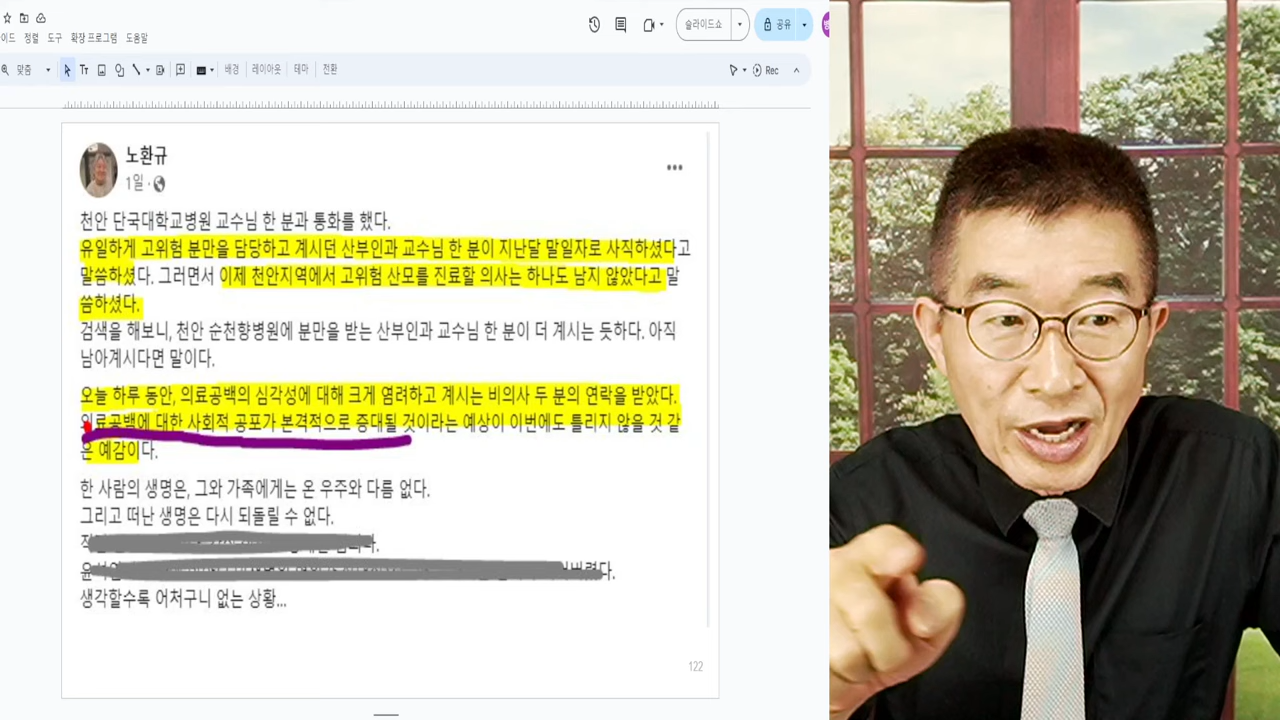 이드 정렬 도구 확장 프로그램 도움말
슬라이드쇼
공유
맞춤
배경 레이아웃 테마 전환
Rec
노환규
1일
천안 단국대학교병원 교수님 한 분과 통화를 했다.
유일하게 고위험 분만을 담당하고 계시던 산부인과 교수님 한 분이 지난달 말일자로 사직하셨다고
말씀하셨다. 그러면서 이제 천안지역에서 고위험 산모를 진료할 의사는 하나도 남지 않았다고 말
씀하셨다.
검색을 해보니, 천안 순천향병원에 분만을 받는 산부인과 교수님 한 분이 더 계시는 듯하다. 아직
남아계시다면 말이다.
오늘 하루 동안, 의료공백의 심각성에 대해 크게 염려하고 계시는 비의사 두 분의 연락을 받았다.
의료공백에 대한 사회적 공포가 본격적으로 증대될 것이라는 예상이 이번에도 틀리지 않을 것 같
은 예감이다.
한 사람의 생명은, 그와 가족에게는 온 우주와 다름 없다.
그리고 떠난 생명은 다시 되돌릴 수 없다.
생각할수록 어처구니 없는 상황...
122